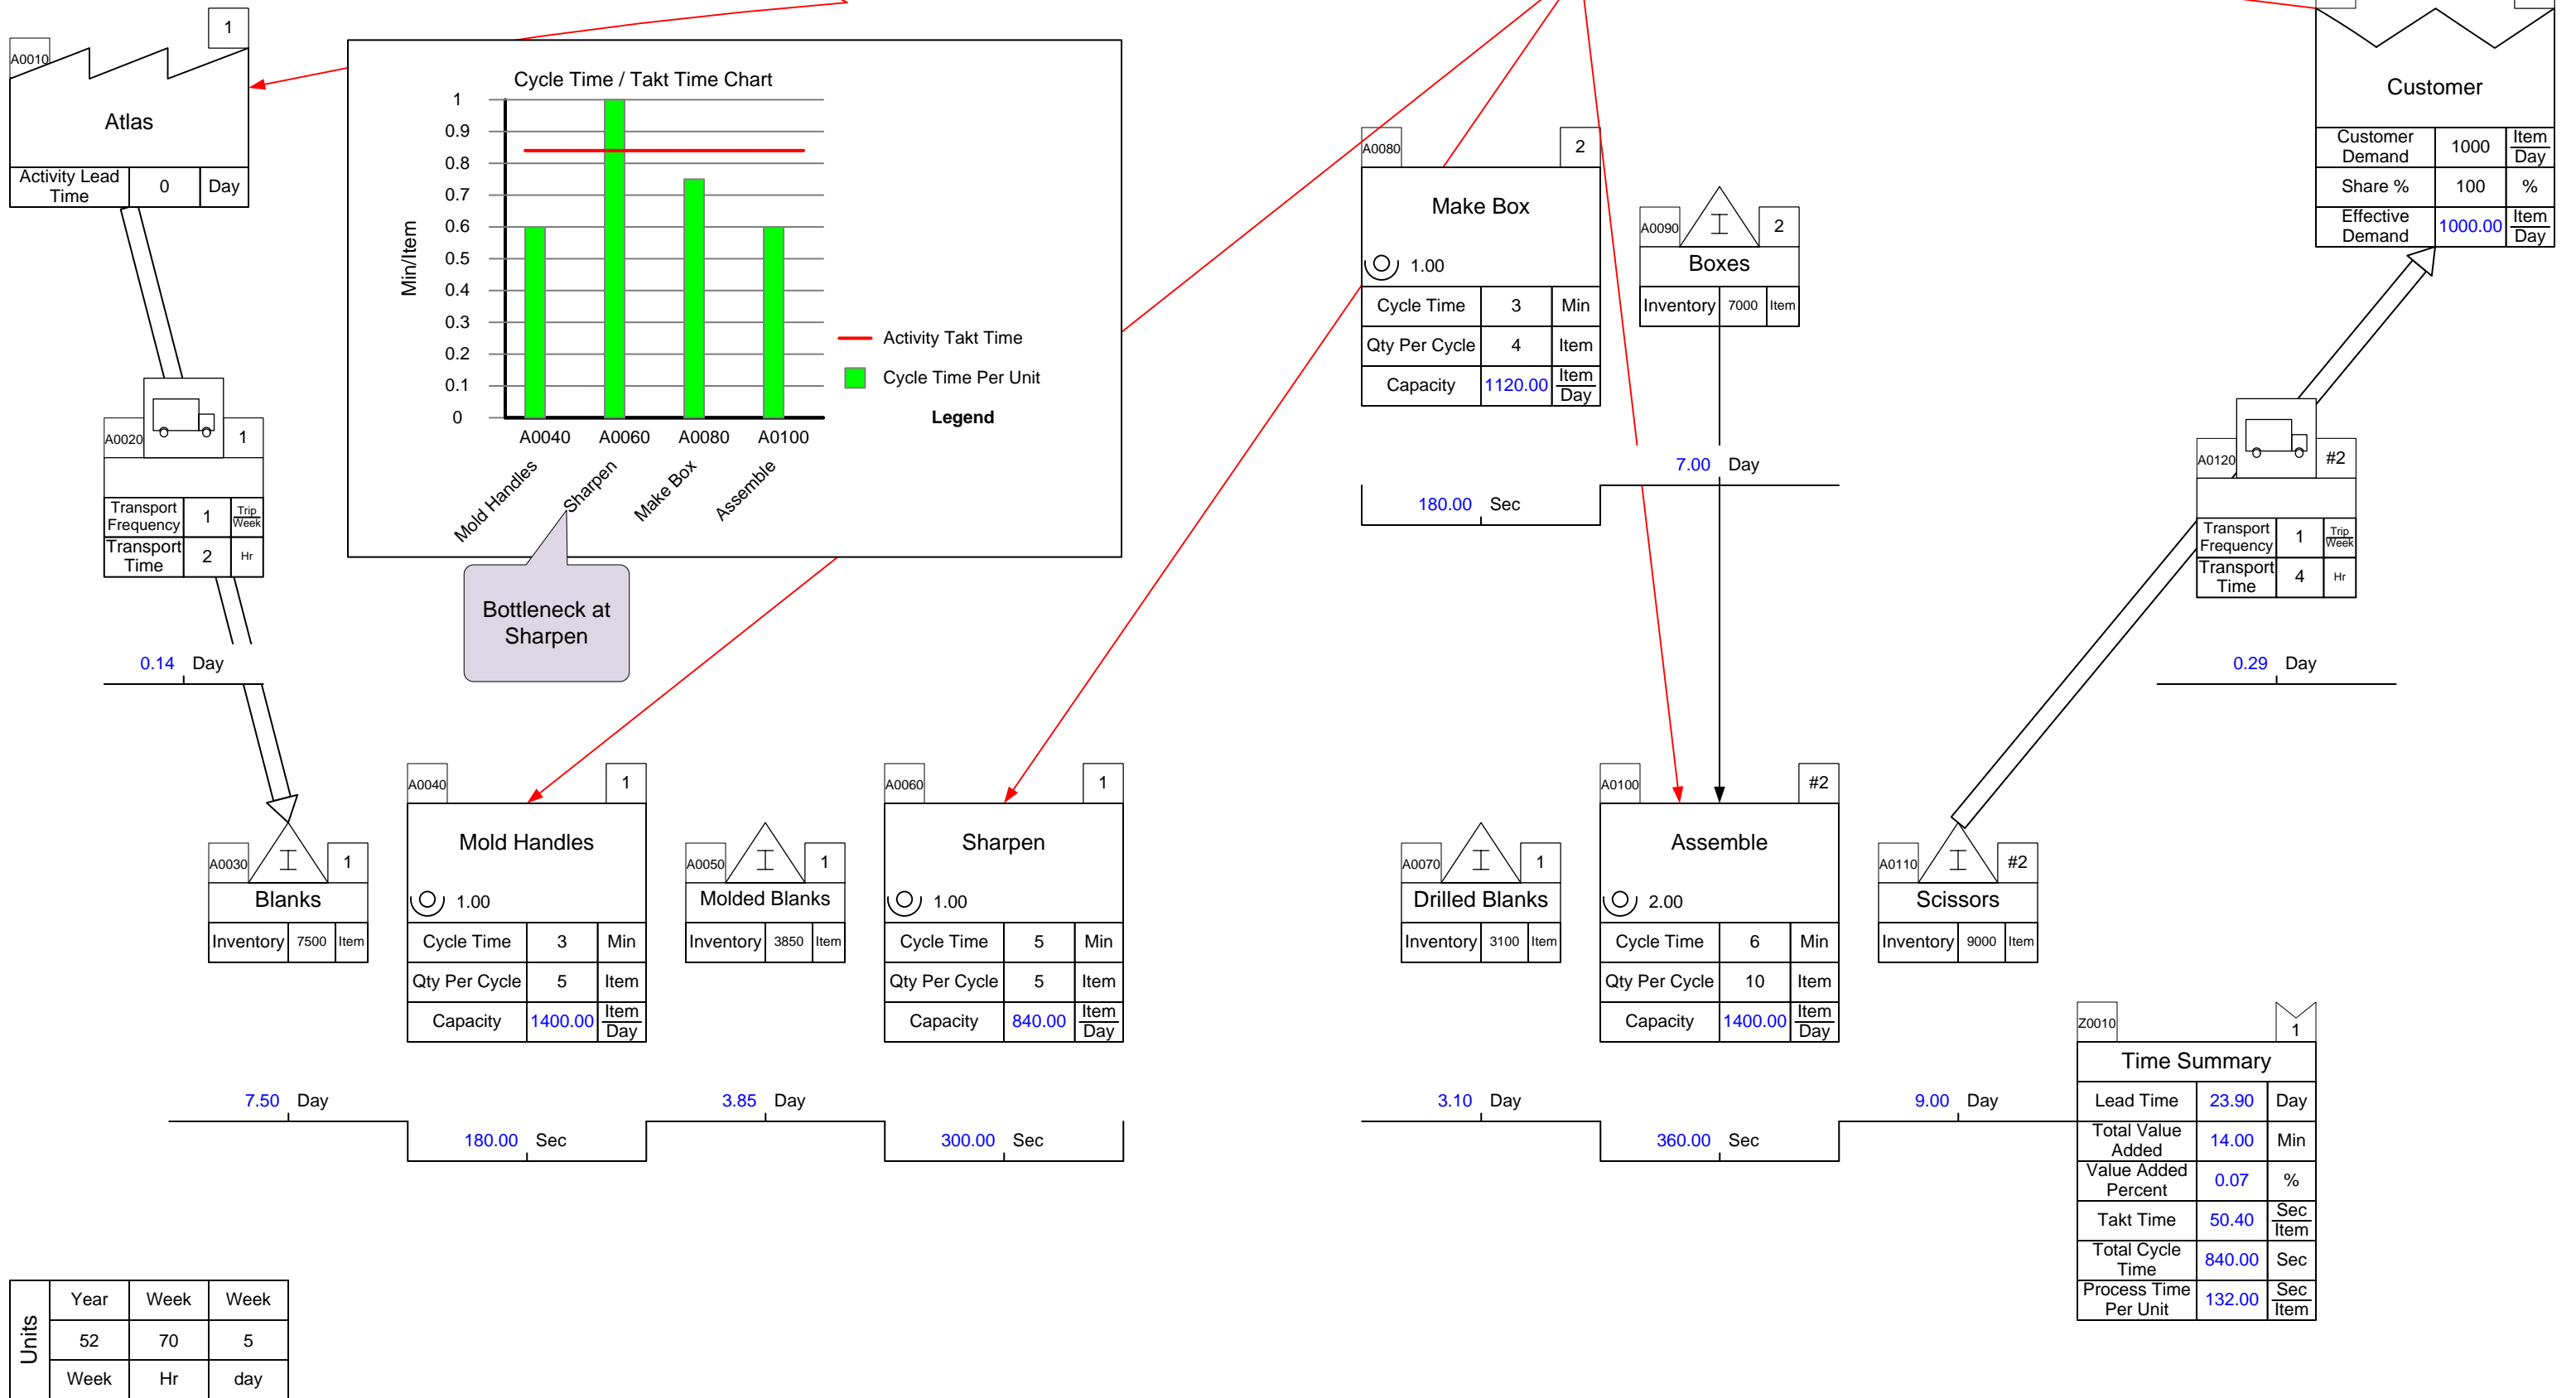 A0010
1
Atlas
Activity Lead Time 0 Day
A0020
1
Transport Frequency 1 Trip Week
Transport Time 2 Hr
0.14 Day
Cycle Time / Takt Time Chart
Min/Item
1
0.9
0.8
0.7
0.6
0.5
0.4
0.3
0.2
0.1
0
A0040 A0060 A0080 A0100
Mold Handles
Sharpen
Make Box
Assemble
Activity Takt Time
Cycle Time Per Unit
Legend
Bottleneck at
Sharpen
A0080
2
Make Box
1.00
Cycle Time 3 Min
Qty Per Cycle 4 Item
Capacity 1120.00 Item Day
180.00 Sec
A0090
2
Boxes
Inventory 7000 Item
7.00 Day
Customer
Customer Demand 1000 Item Day
Share % 100 %
Effective Demand 1000.00 Item Day
A0120
#2
Transport Frequency 1 Trip Week
Transport Time 4 Hr
0.29 Day
A0030
1
Blanks
Inventory 7500 Item
7.50 Day
A0040
1
Mold Handles
1.00
Cycle Time 3 Min
Qty Per Cycle 5 Item
Capacity 1400.00 Item Day
180.00 Sec
A0050
1
Molded Blanks
Inventory 3850 Item
3.85 Day
A0060
1
Sharpen
1.00
Cycle Time 5 Min
Qty Per Cycle 5 Item
Capacity 840.00 Item Day
300.00 Sec
A0070
1
Drilled Blanks
Inventory 3100 Item
3.10 Day
A0100
#2
Assemble
2.00
Cycle Time 6 Min
Qty Per Cycle 10 Item
Capacity 1400.00 Item Day
360.00 Sec
A0110
#2
Scissors
Inventory 9000 Item
9.00 Day
Z0010
1
Time Summary
Lead Time 23.90 Day
Total Value Added 14.00 Min
Value Added Percent 0.07 %
Takt Time 50.40 Sec Item
Total Cycle Time 840.00 Sec
Process Time Per Unit 132.00 Sec Item
Units
Year Week Week
52 70 5
Week Hr day